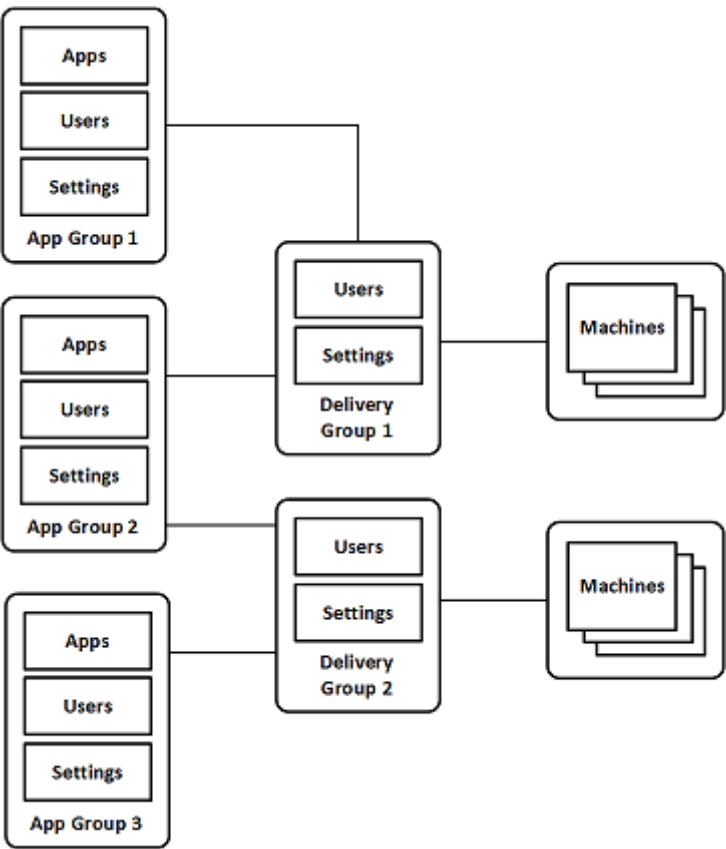 Apps
Users
Settings
App Group 1
Apps
Users
Settings
App Group 2
Apps
Users
Settings
App Group 3
Users
Settings
Delivery
Group 1
Users
Settings
Delivery
Group 2
Machines
Machines